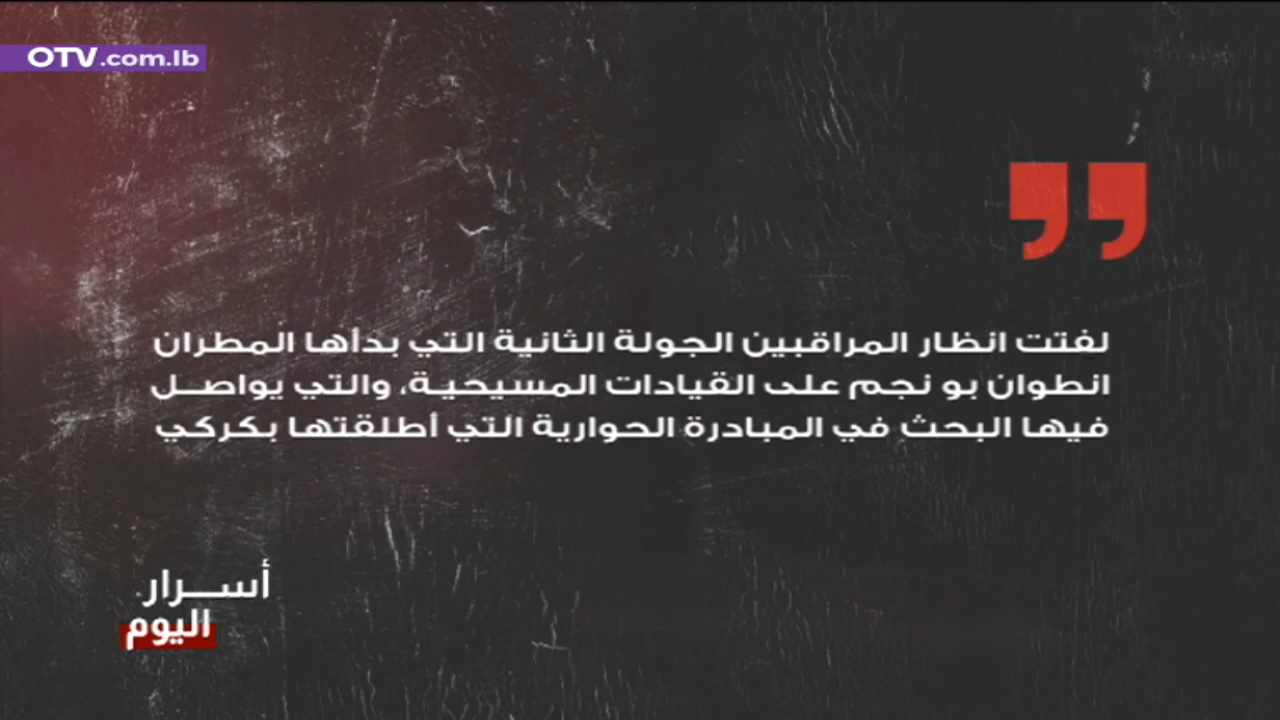 OTV.com.lb
لفتت انظار المراقبين الجولة الثانية التي بدأها المطران
انطوان بو نجم على القيادات المسيحية، والتي يواصل
فيها البحث في المبادرة الحوارية التي أطلقتها بكركي
أسرار
اليوم